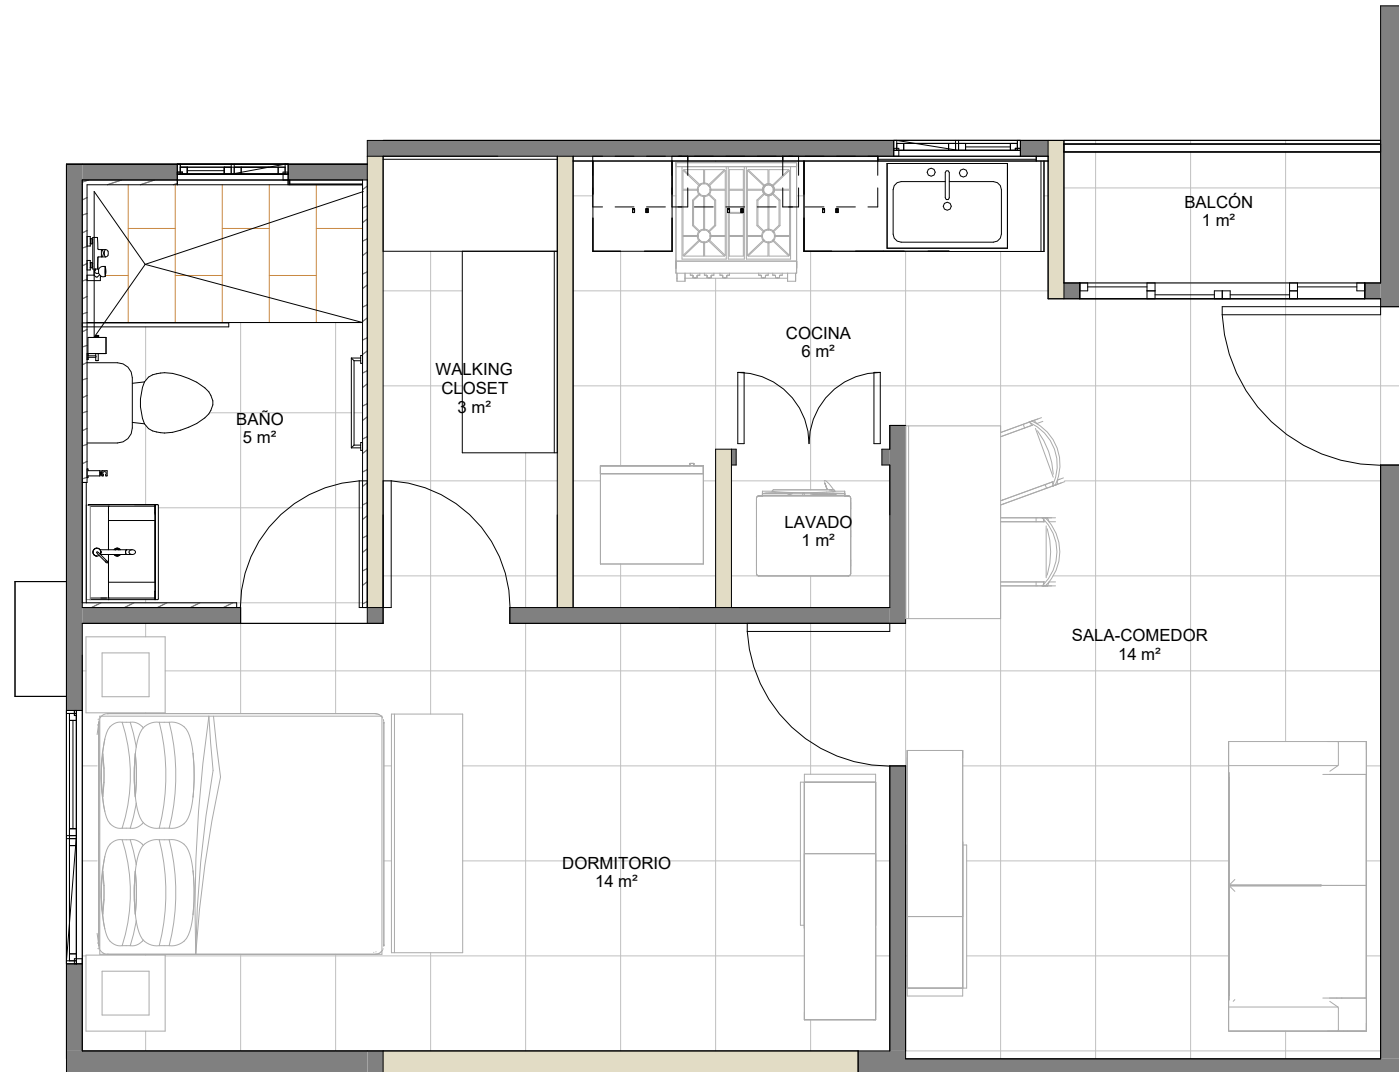 BALCÓN
1 m²
COCINA
6 m²
WALKING
CLOSET
3 m²
BAÑO
5 m²
LAVADO
1 m²
SALA-COMEDOR
14 m²
DORMITORIO
14 m²